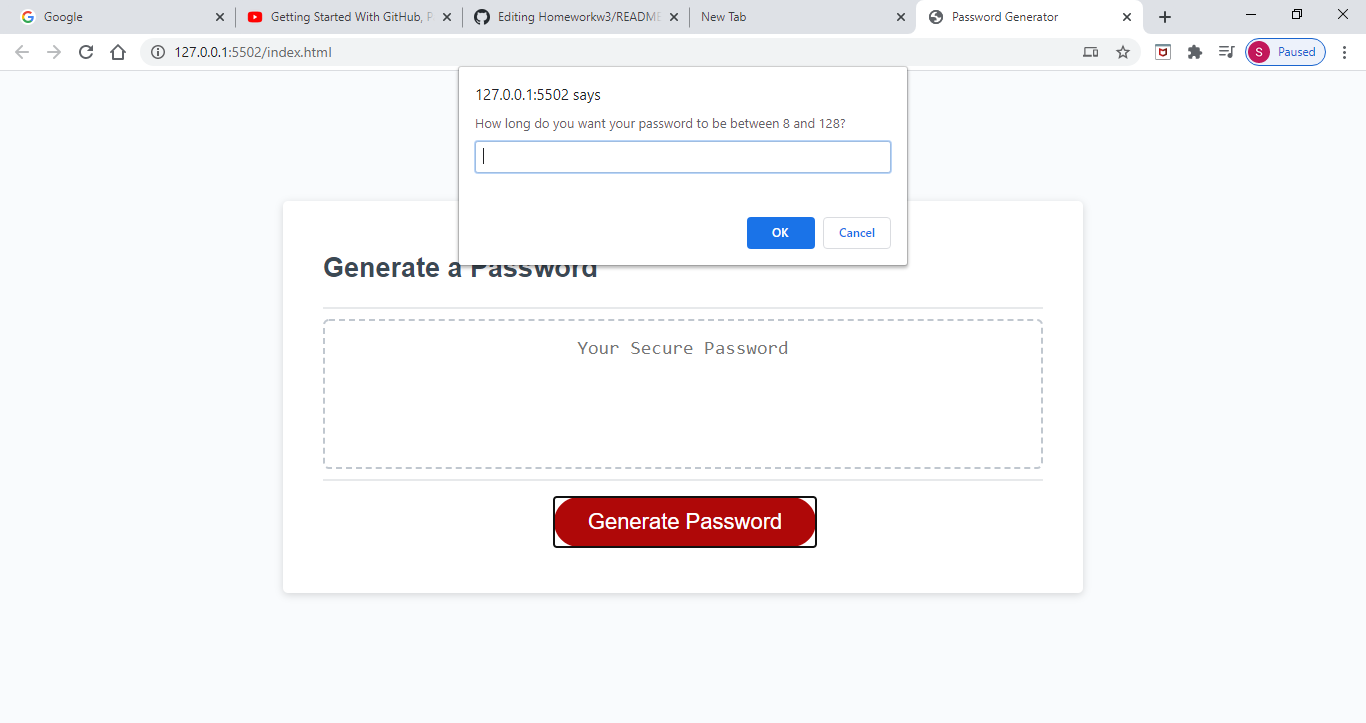 Google
Getting Started With GitHub, P
Editing Homeworkw3/README
New Tab
Password Generator
127.0.0.1:5502/index.html
S Paused
127.0.0.1:5502 says
How long do you want your password to be between 8 and 128?
OK
Cancel
Generate a Password
Your Secure Password
Generate Password